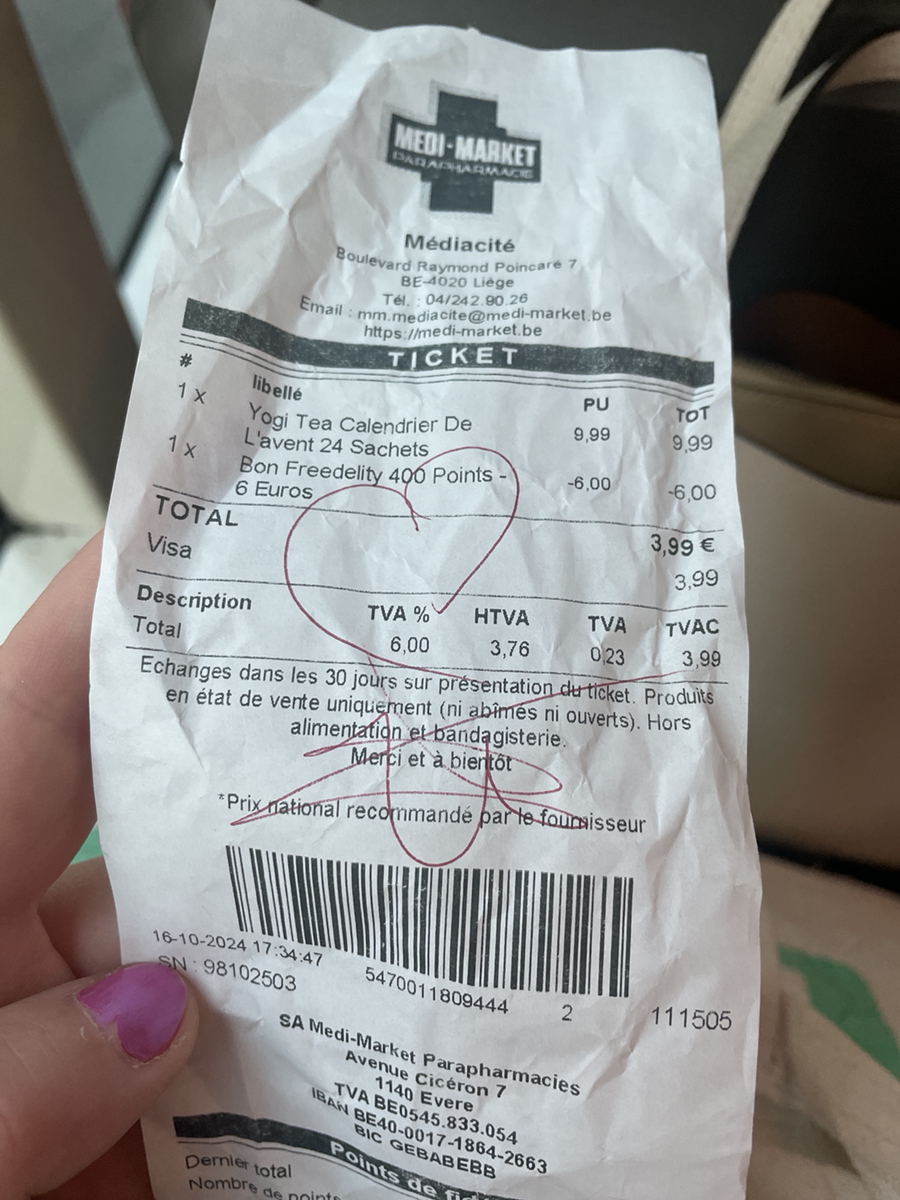 MEDI-MARKET
PARAPHARMACIE
Médiacité
Boulevard Raymond Poincaré 7
BE-4020 Liège
Tél. : 04/242.90.26
Email : mm.mediacite@medi-market.be
https://medi-market.be
TICKET
# libellé PU TOT
1 x Yogi Tea Calendrier De 9,99 9,99
L'avent 24 Sachets
1 x Bon Freedelity 400 Points - -6,00 -6,00
6 Euros
TOTAL 3,99 €
Visa 3,99
Description TVA % HTVA TVA TVAC
Total 6,00 3,76 0,23 3,99
Echanges dans les 30 jours sur présentation du ticket. Produits
en état de vente uniquement (ni abîmés ni ouverts). Hors
alimentation et bandagisterie.
Merci et à bientôt
*Prix national recommandé par le fournisseur
16-10-2024 17:34:47 5470011809444 2 111505
SN : 98102503
SA Medi-Market Parapharmacies
Avenue Cicéron 7
1140 Evere
TVA BE0545.833.054
IBAN BE40-0017-1864-2663
BIC GEBABEBB
Points de
Dernier total
Nombre de